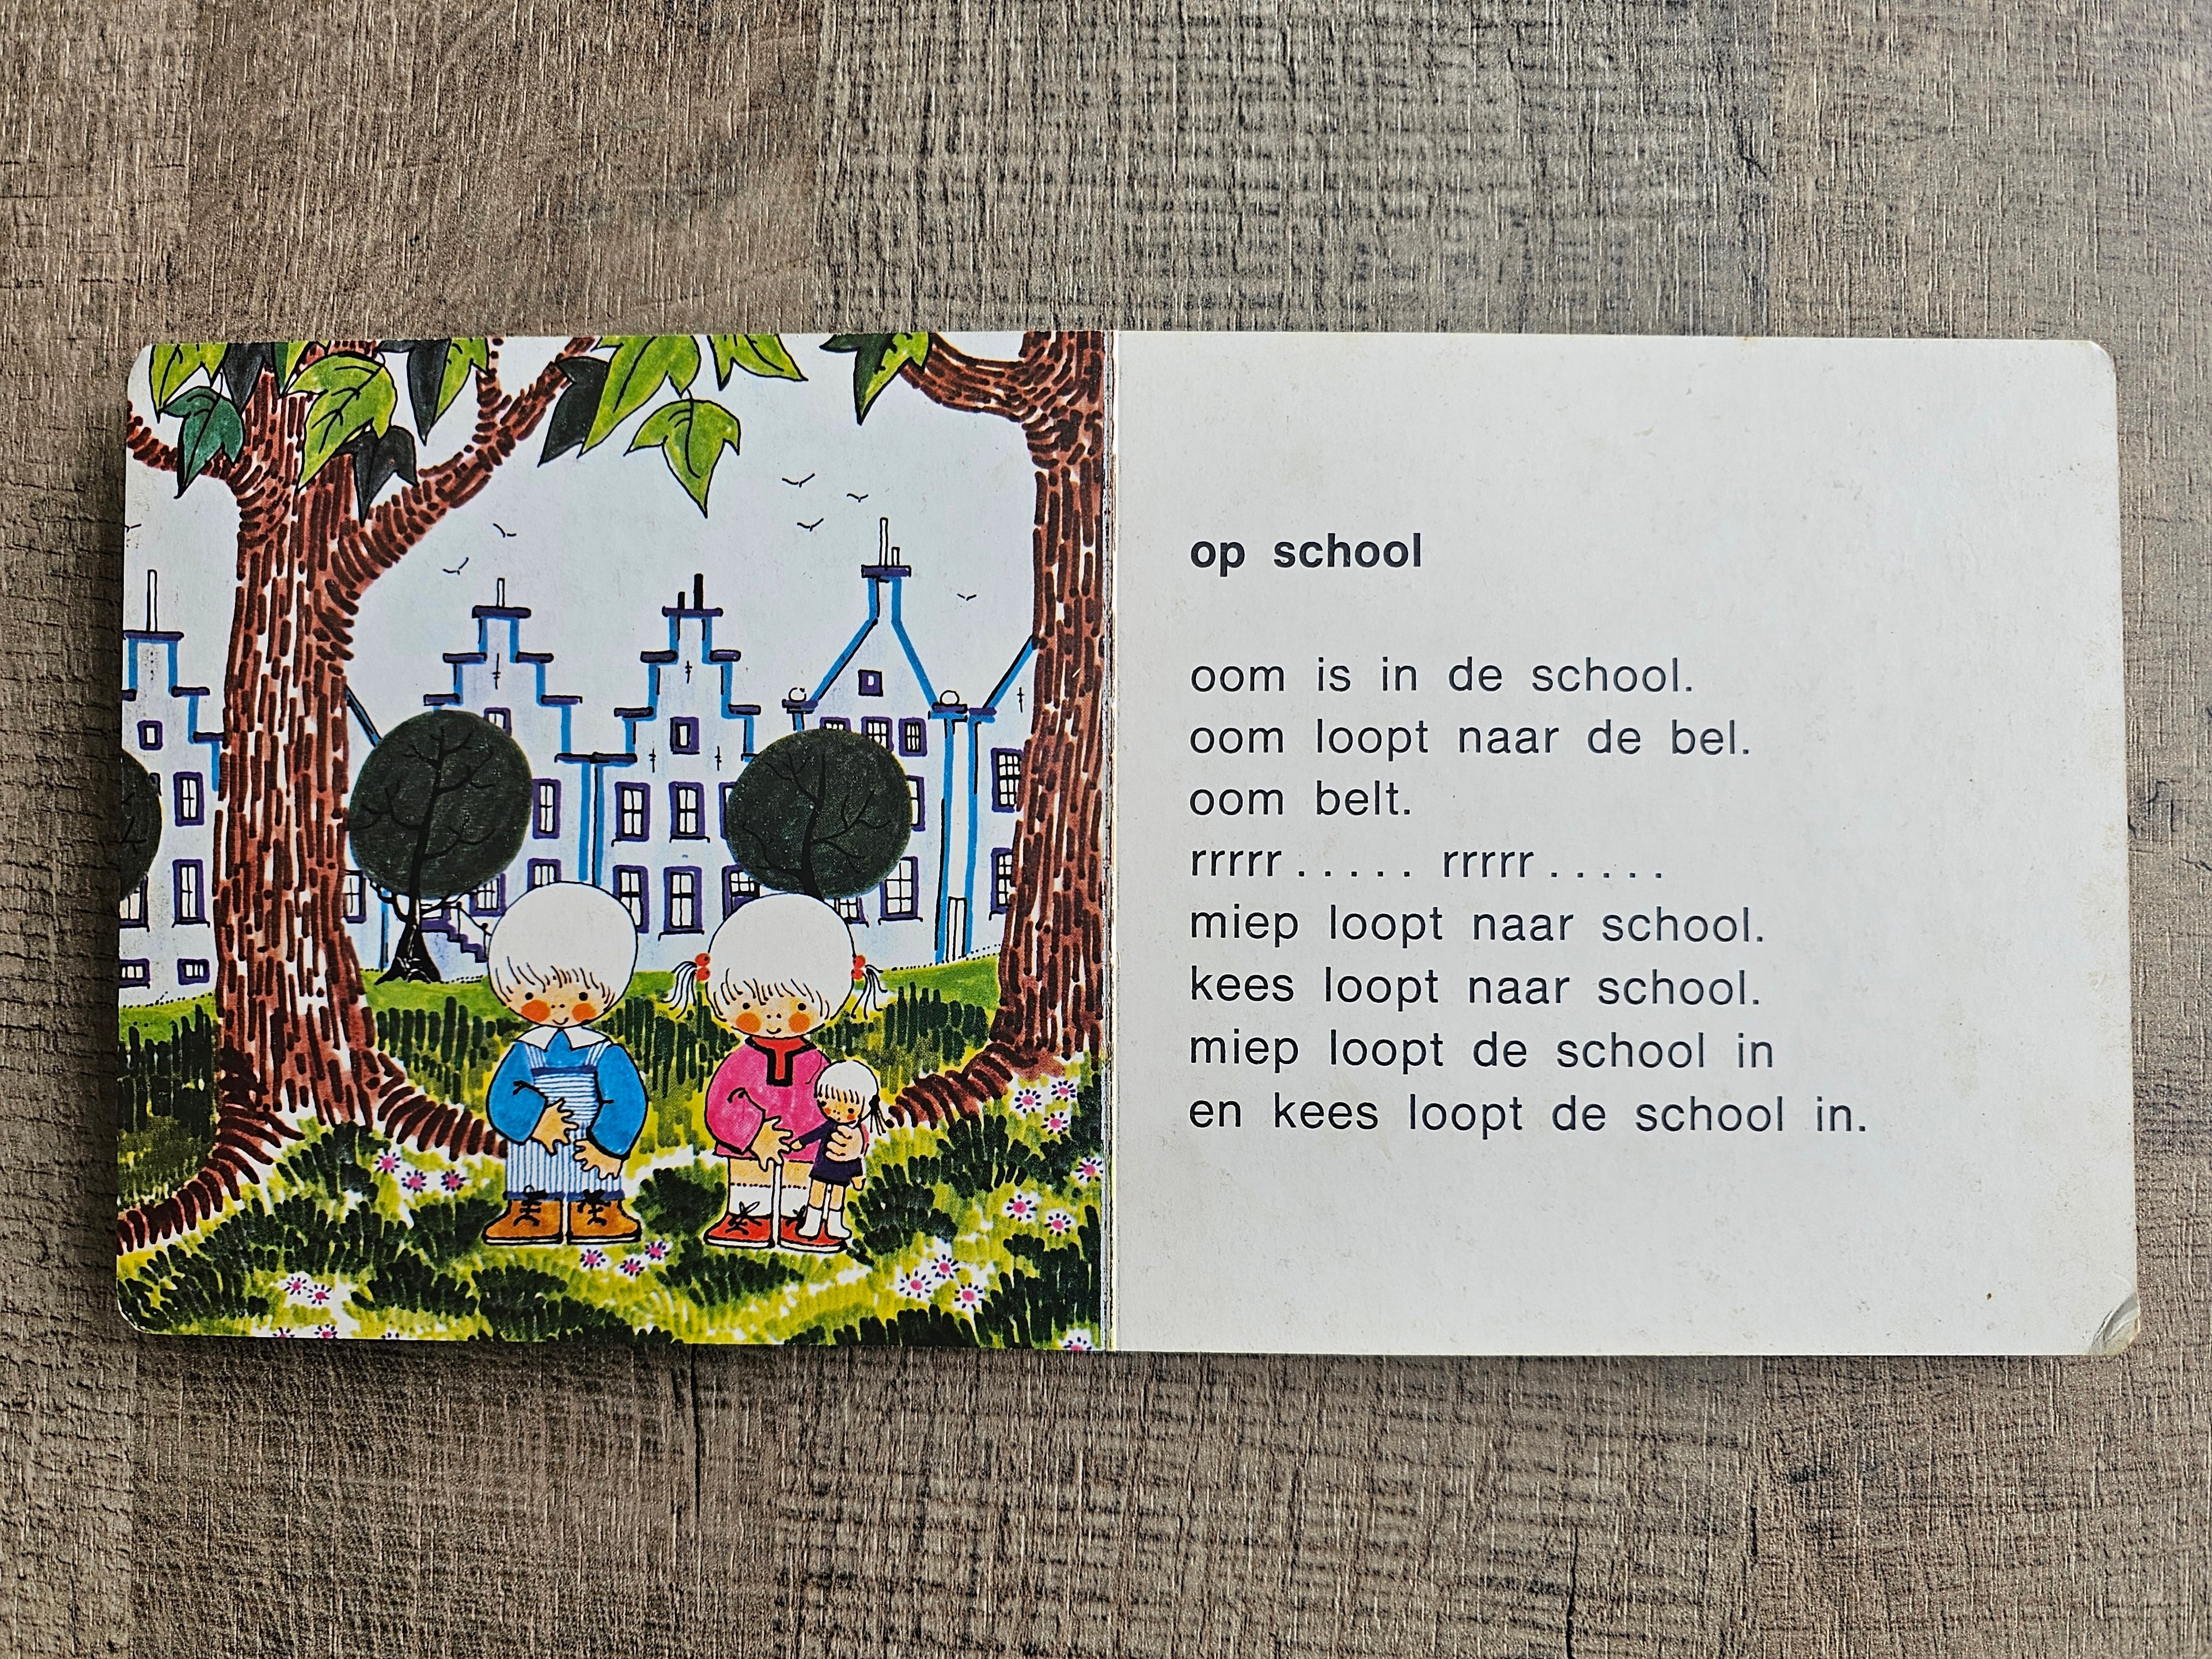 op school
oom is in de school.
oom loopt naar de bel.
oom belt.
rrrrr..... rrrrr.....
miep loopt naar school.
kees loopt naar school.
miep loopt de school in
en kees loopt de school in.